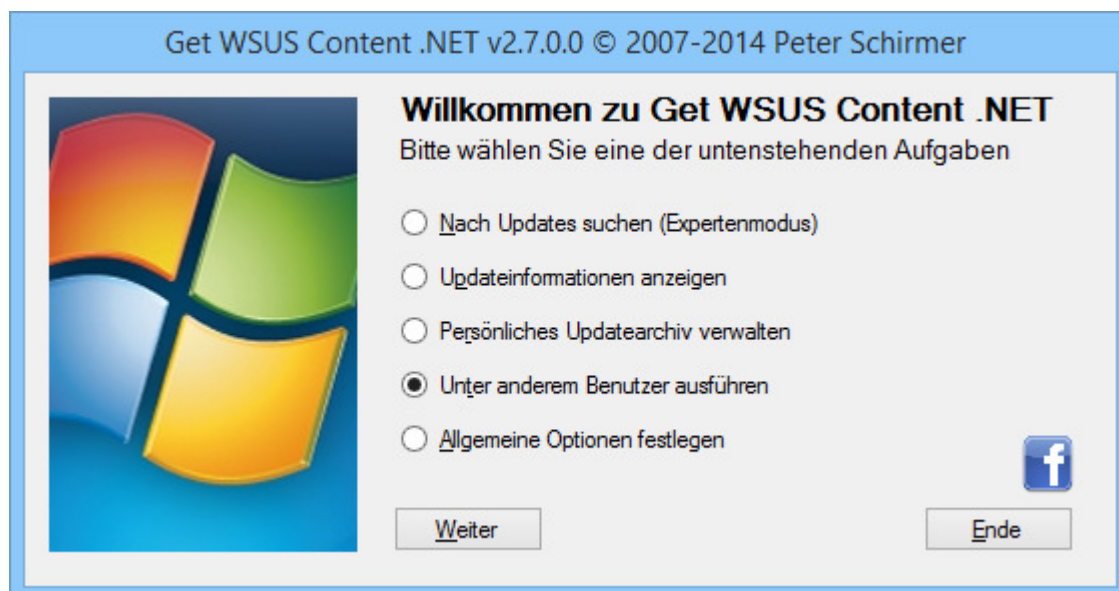 Get WSUS Content .NET v2.7.0.0 © 2007-2014 Peter Schirmer
Willkommen zu Get WSUS Content .NET
Bitte wählen Sie eine der untenstehenden Aufgaben
Nach Updates suchen (Expertenmodus)
Updateinformationen anzeigen
Persönliches Updatearchiv verwalten
Unter anderem Benutzer ausführen
Allgemeine Optionen festlegen
f
Weiter
Ende